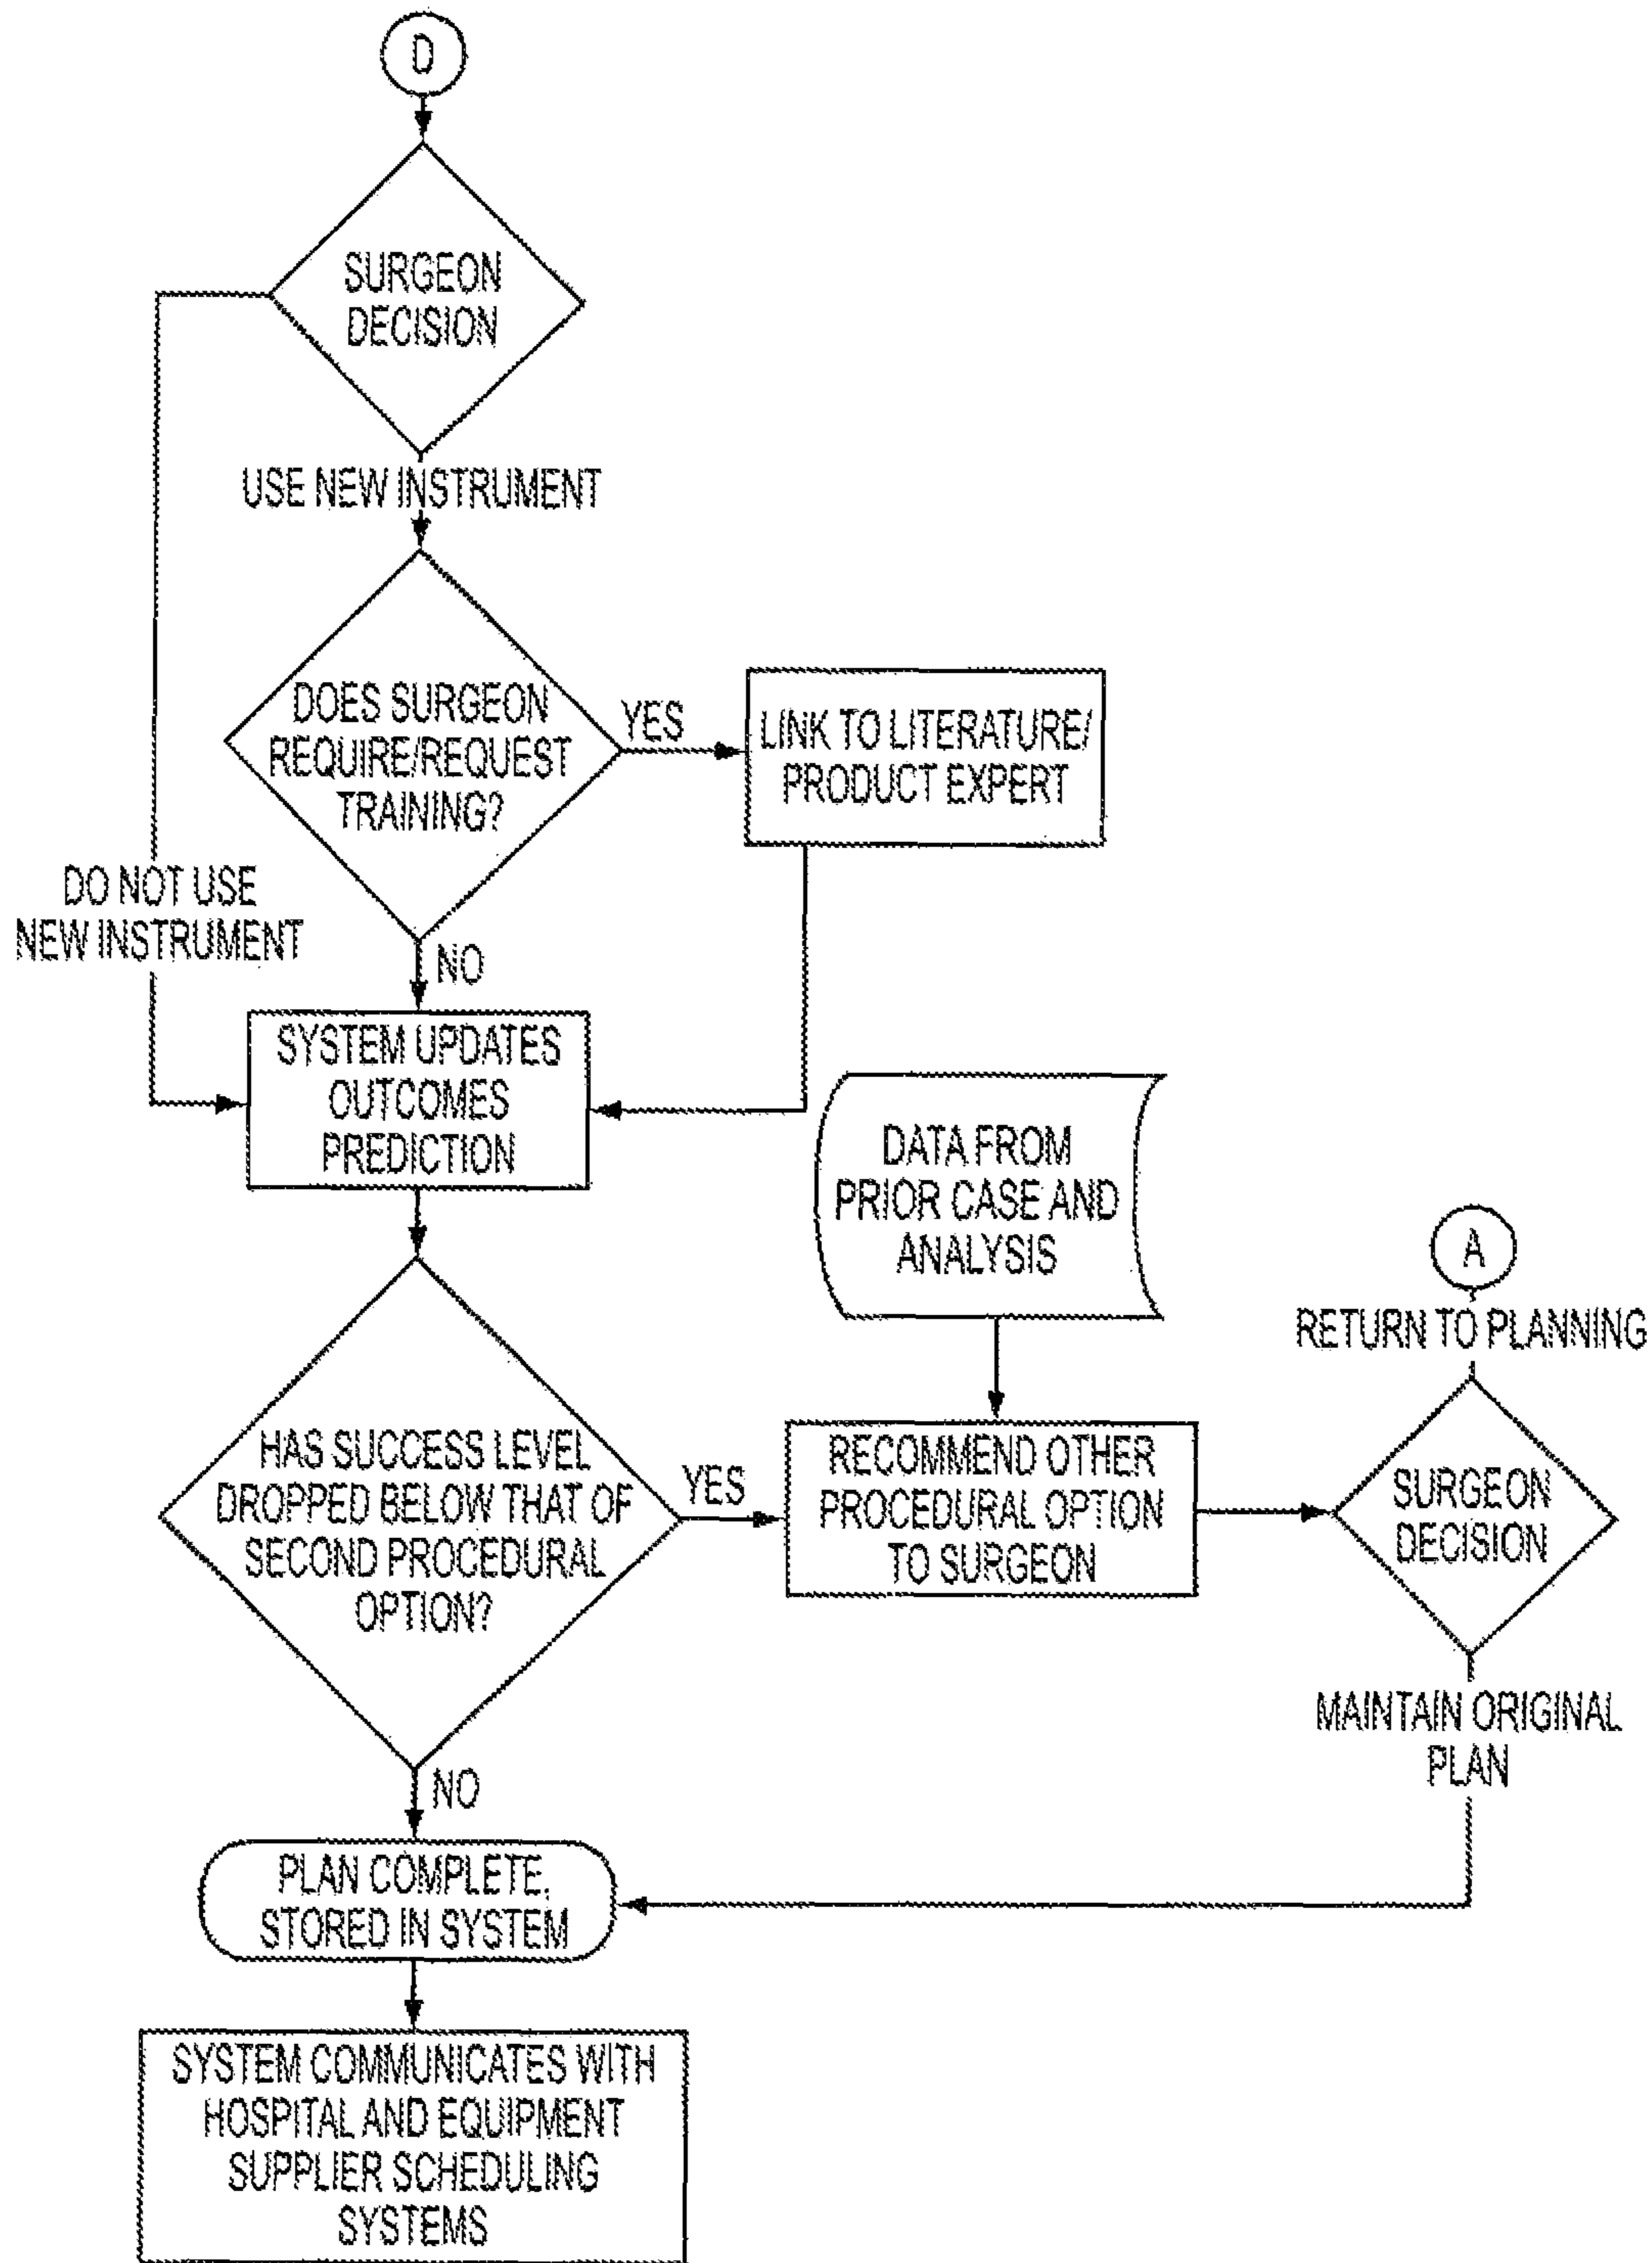 D
SURGEON
DECISION
USE NEW INSTRUMENT
DOES SURGEON
REQUIRE/REQUEST
TRAINING?
YES
LINK TO LITERATURE/
PRODUCT EXPERT
DO NOT USE
NEW INSTRUMENT
NO
SYSTEM UPDATES
OUTCOMES
PREDICTION
DATA FROM
PRIOR CASE AND
ANALYSIS
A
RETURN TO PLANNING
HAS SUCCESS LEVEL
DROPPED BELOW THAT OF
SECOND PROCEDURAL
OPTION?
YES
RECOMMEND OTHER
PROCEDURAL OPTION
TO SURGEON
SURGEON
DECISION
MAINTAIN ORIGINAL
PLAN
NO
PLAN COMPLETE,
STORED IN SYSTEM
SYSTEM COMMUNICATES WITH
HOSPITAL AND EQUIPMENT
SUPPLIER SCHEDULING
SYSTEMS